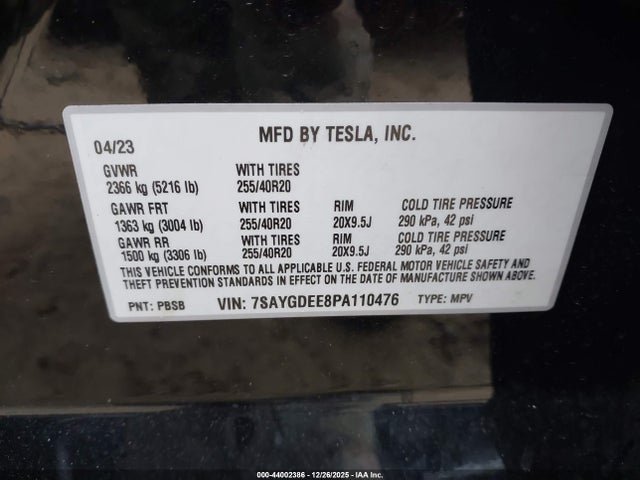 04/23 MFD BY TESLA, INC.
GVWR WITH TIRES
2366 kg (5216 lb) 255/40R20
GAWR FRT WITH TIRES RIM COLD TIRE PRESSURE
1363 kg (3004 lb) 255/40R20 20X9.5J 290 kPa, 42 psi
GAWR RR WITH TIRES RIM COLD TIRE PRESSURE
1500 kg (3306 lb) 255/40R20 20X9.5J 290 kPa, 42 psi
THIS VEHICLE CONFORMS TO ALL APPLICABLE U.S. FEDERAL MOTOR VEHICLE SAFETY AND
THEFT PREVENTION STANDARDS IN EFFECT ON THE DATE OF MANUFACTURE SHOWN ABOVE.
PNT: PBSB VIN: 7SAYGDEE8PA110476 TYPE: MPV
000-44002386 - 12/26/2025 - IAA Inc.